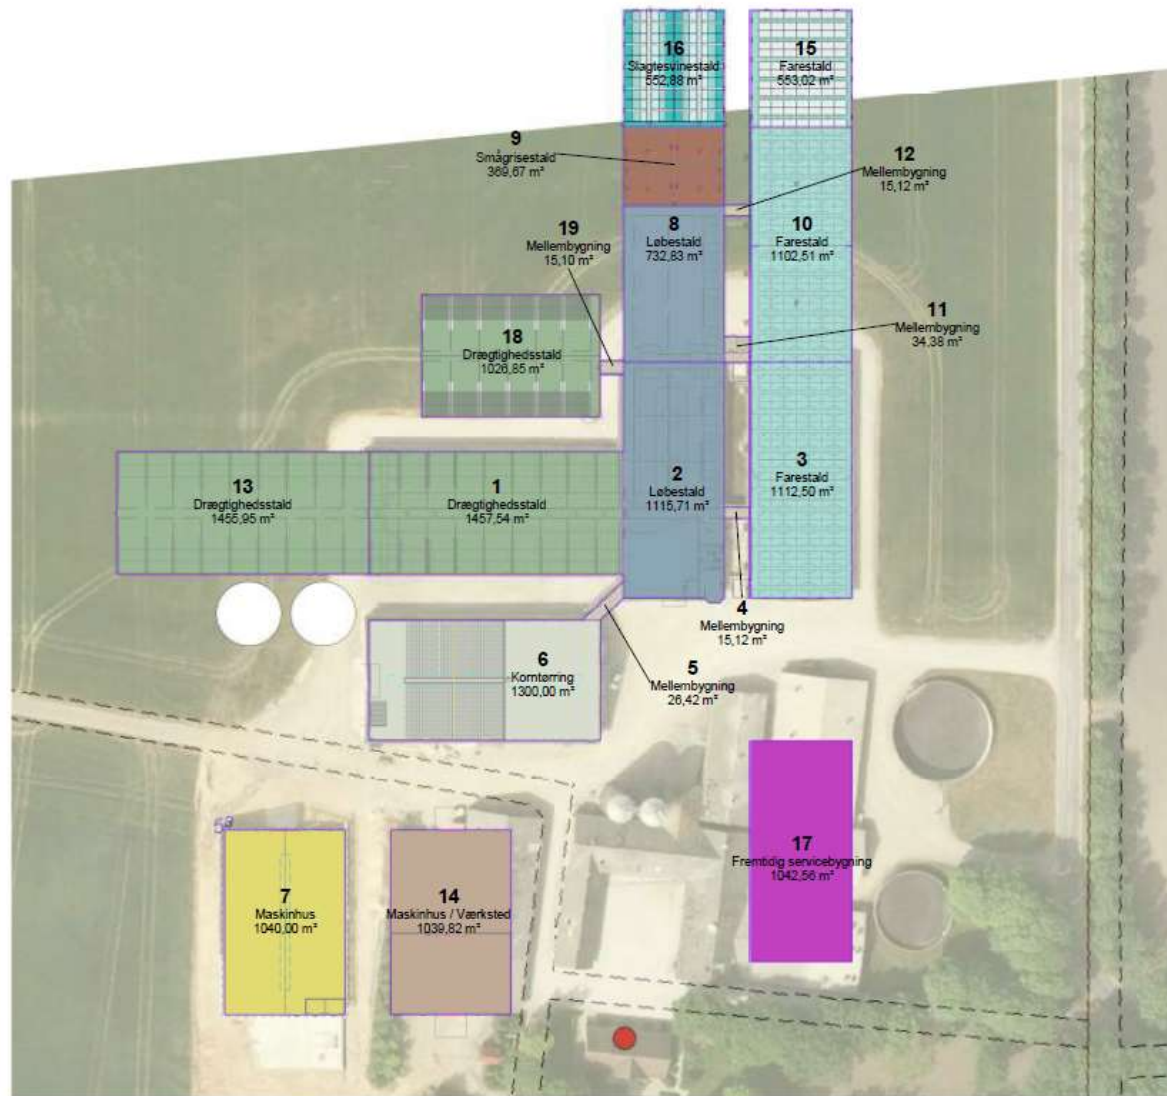 16
Slagtesvinestald
552,88 m²
15
Farestald
553,02 m²
9
Smågrisestald
369,67 m²
12
Mellembygning
15,12 m²
19
Mellembygning
15,10 m²
8
Løbestald
732,83 m²
10
Farestald
1102,51 m²
11
Mellembygning
34,38 m²
18
Drægtighedsstald
1026,85 m²
13
Drægtighedsstald
1455,95 m²
1
Drægtighedsstald
1457,54 m²
2
Løbestald
1115,71 m²
3
Farestald
1112,50 m²
4
Mellembygning
15,12 m²
5
Mellembygning
26,42 m²
6
Korntørring
1300,00 m²
17
Fremtidig servicebygning
1042,56 m²
7
Maskinhus
1040,00 m²
14
Maskinhus / Værksted
1039,82 m²